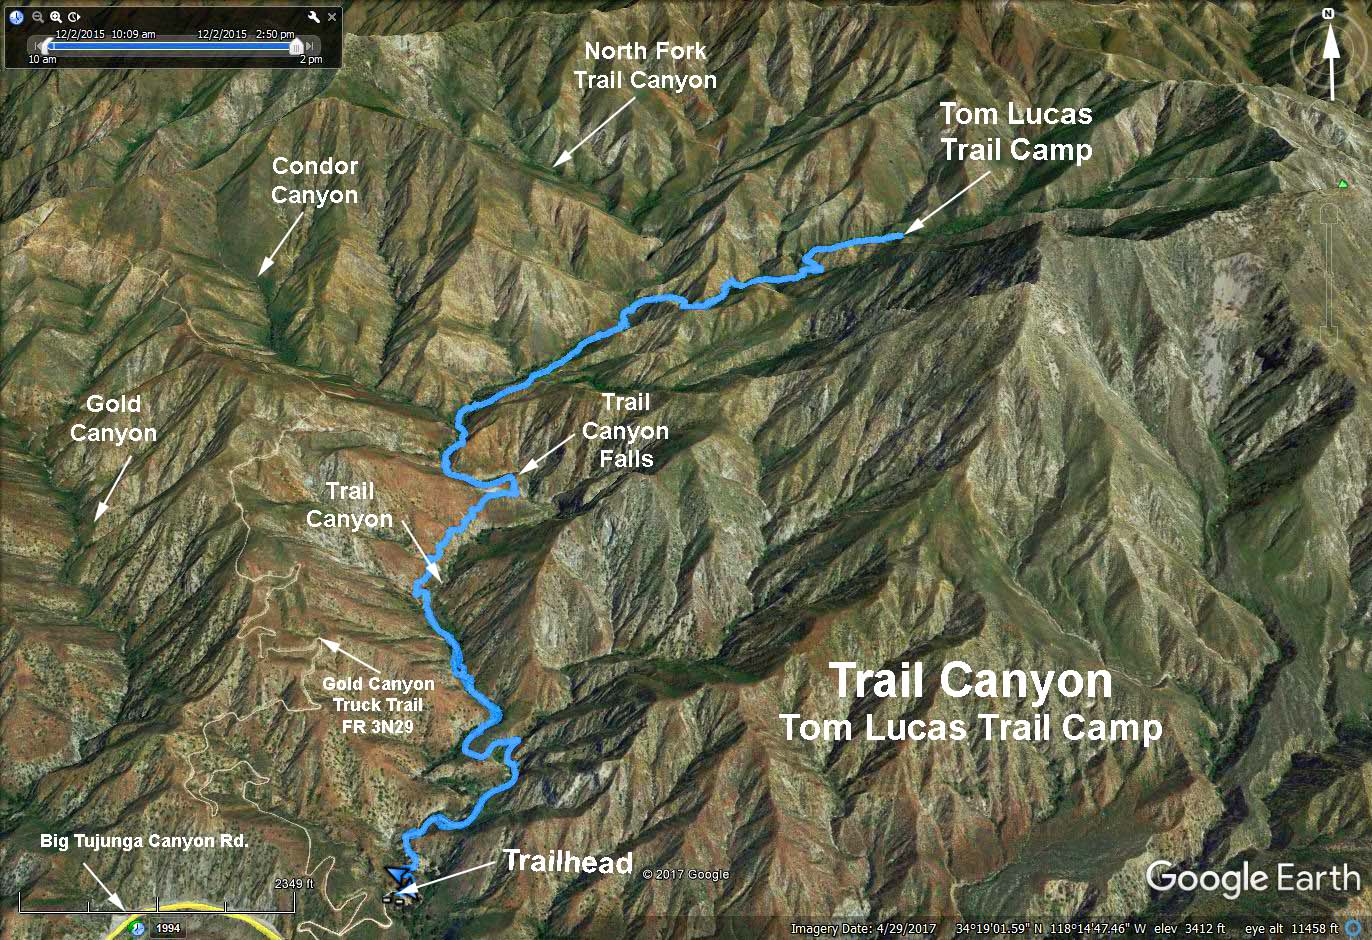 12/2/2015 10:09 am
12/2/2015 2:50 pm
10 am
2 pm
N
North Fork
Trail Canyon
Tom Lucas
Trail Camp
Condor
Canyon
Gold
Canyon
Trail
Canyon
Falls
Trail
Canyon
Gold Canyon
Truck Trail
FR 3N29
Trail Canyon
Tom Lucas Trail Camp
Big Tujunga Canyon Rd.
Trailhead
© 2017 Google
Google Earth
2349 ft
1994
Imagery Date: 4/29/2017 34°19'01.59" N 118°14'47.46" W elev 3412 ft eye alt 11458 ft